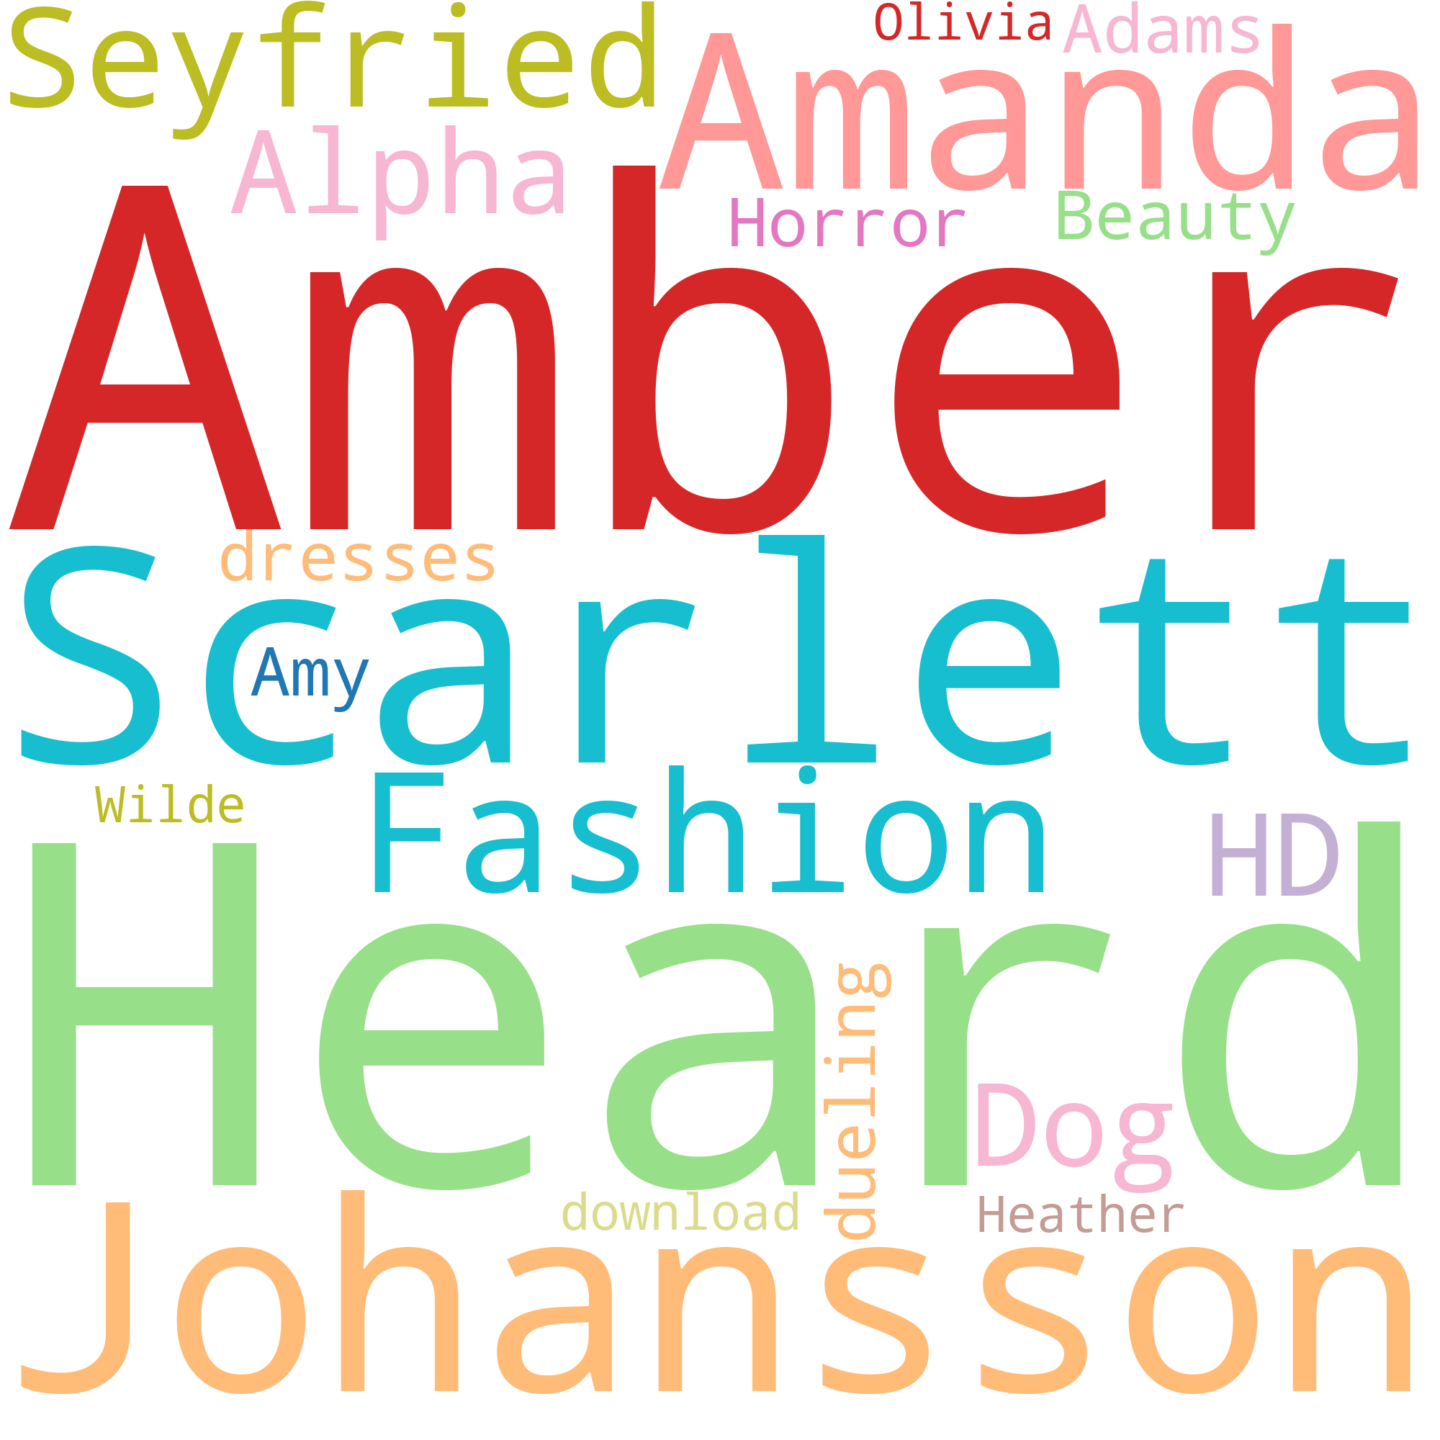 Seyfried
Olivia
Adams
Amanda
Alpha
Horror
Beauty
Amber
dresses
Scarlett
Amy
Fashion
Wilde
HD
Heard
dueling
Dog
download
Heather
Johansson